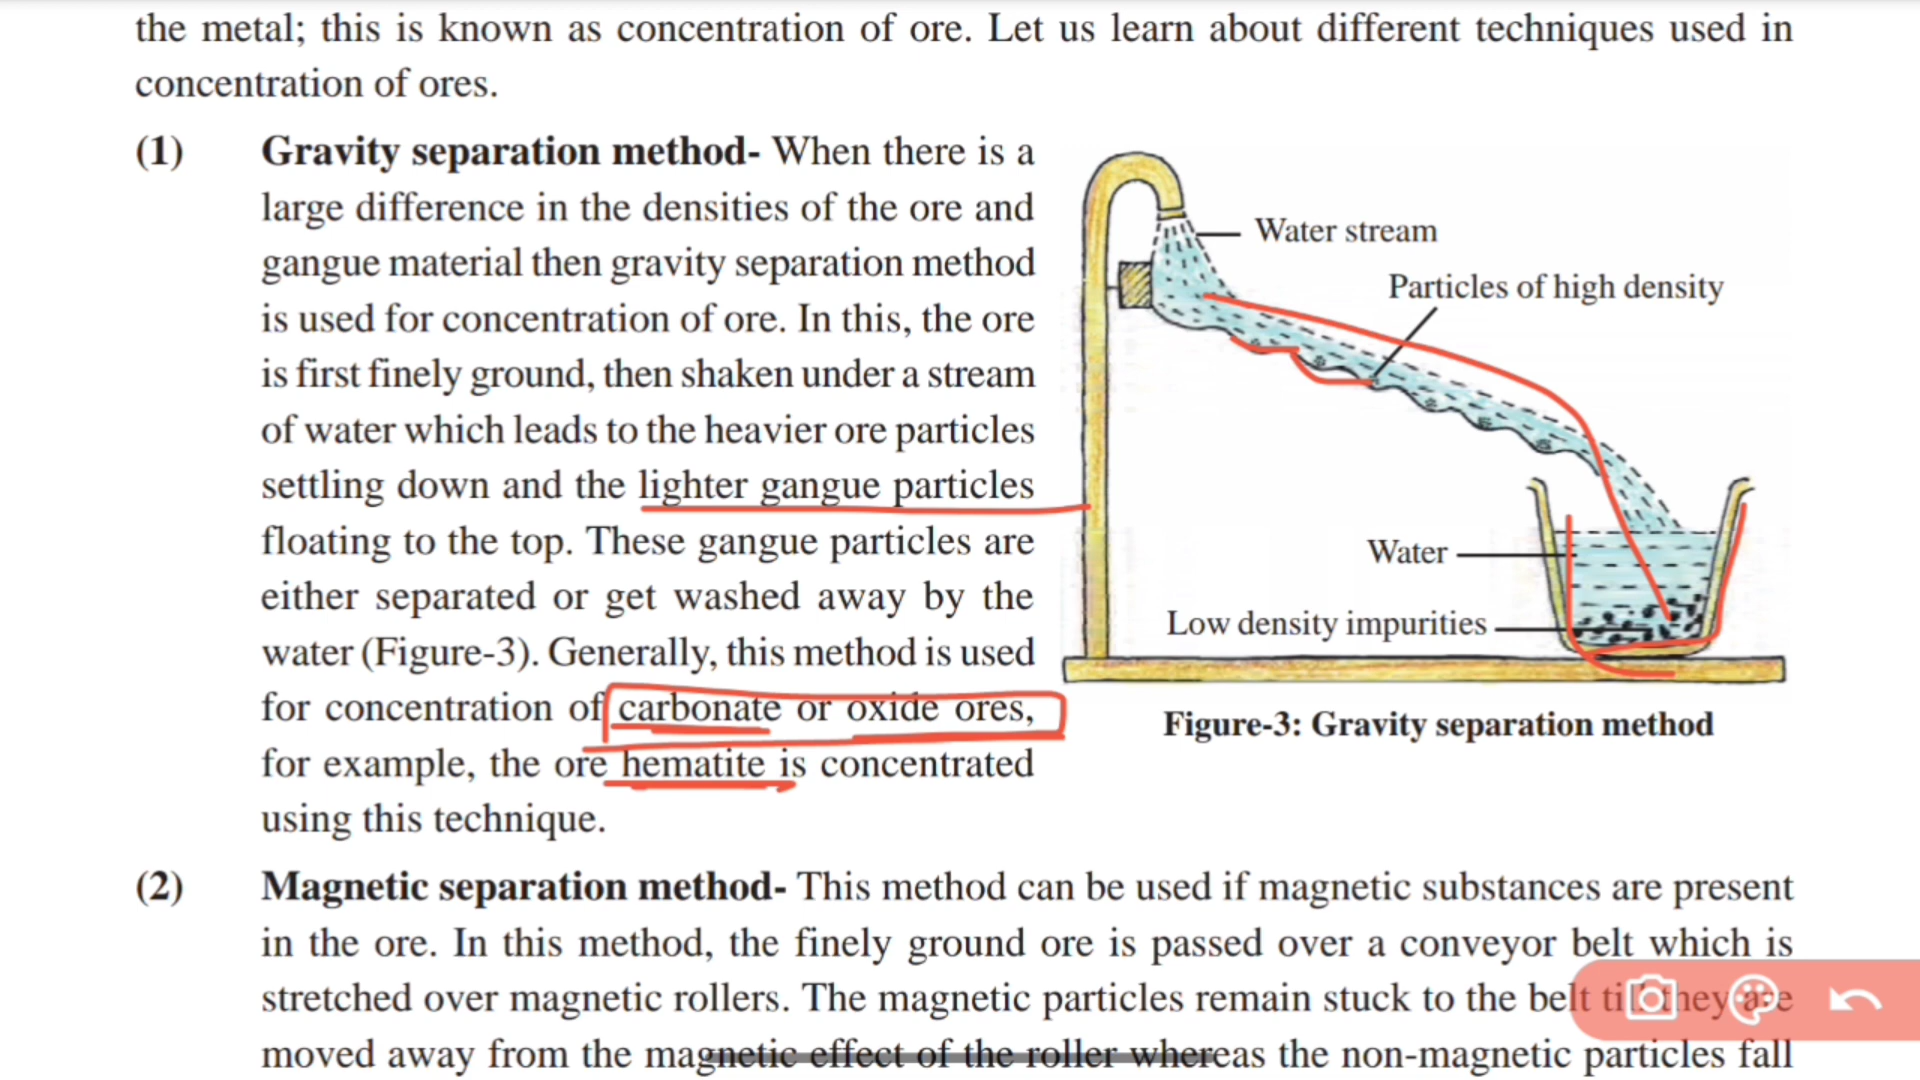 the metal; this is known as concentration of ore. Let us learn about different techniques used in
concentration of ores.
(1) Gravity separation method- When there is a
large difference in the densities of the ore and
gangue material then gravity separation method
is used for concentration of ore. In this, the ore
is first finely ground, then shaken under a stream
of water which leads to the heavier ore particles
settling down and the lighter gangue particles
floating to the top. These gangue particles are
either separated or get washed away by the
water (Figure-3). Generally, this method is used
for concentration of carbonate or oxide ores,
for example, the ore hematite is concentrated
using this technique.
Water stream
Particles of high density
Water
Low density impurities
Figure-3: Gravity separation method
(2) Magnetic separation method- This method can be used if magnetic substances are present
in the ore. In this method, the finely ground ore is passed over a conveyor belt which is
stretched over magnetic rollers. The magnetic particles remain stuck to the belt till they are
moved away from the magnetic effect of the roller whereas the non-magnetic particles fall